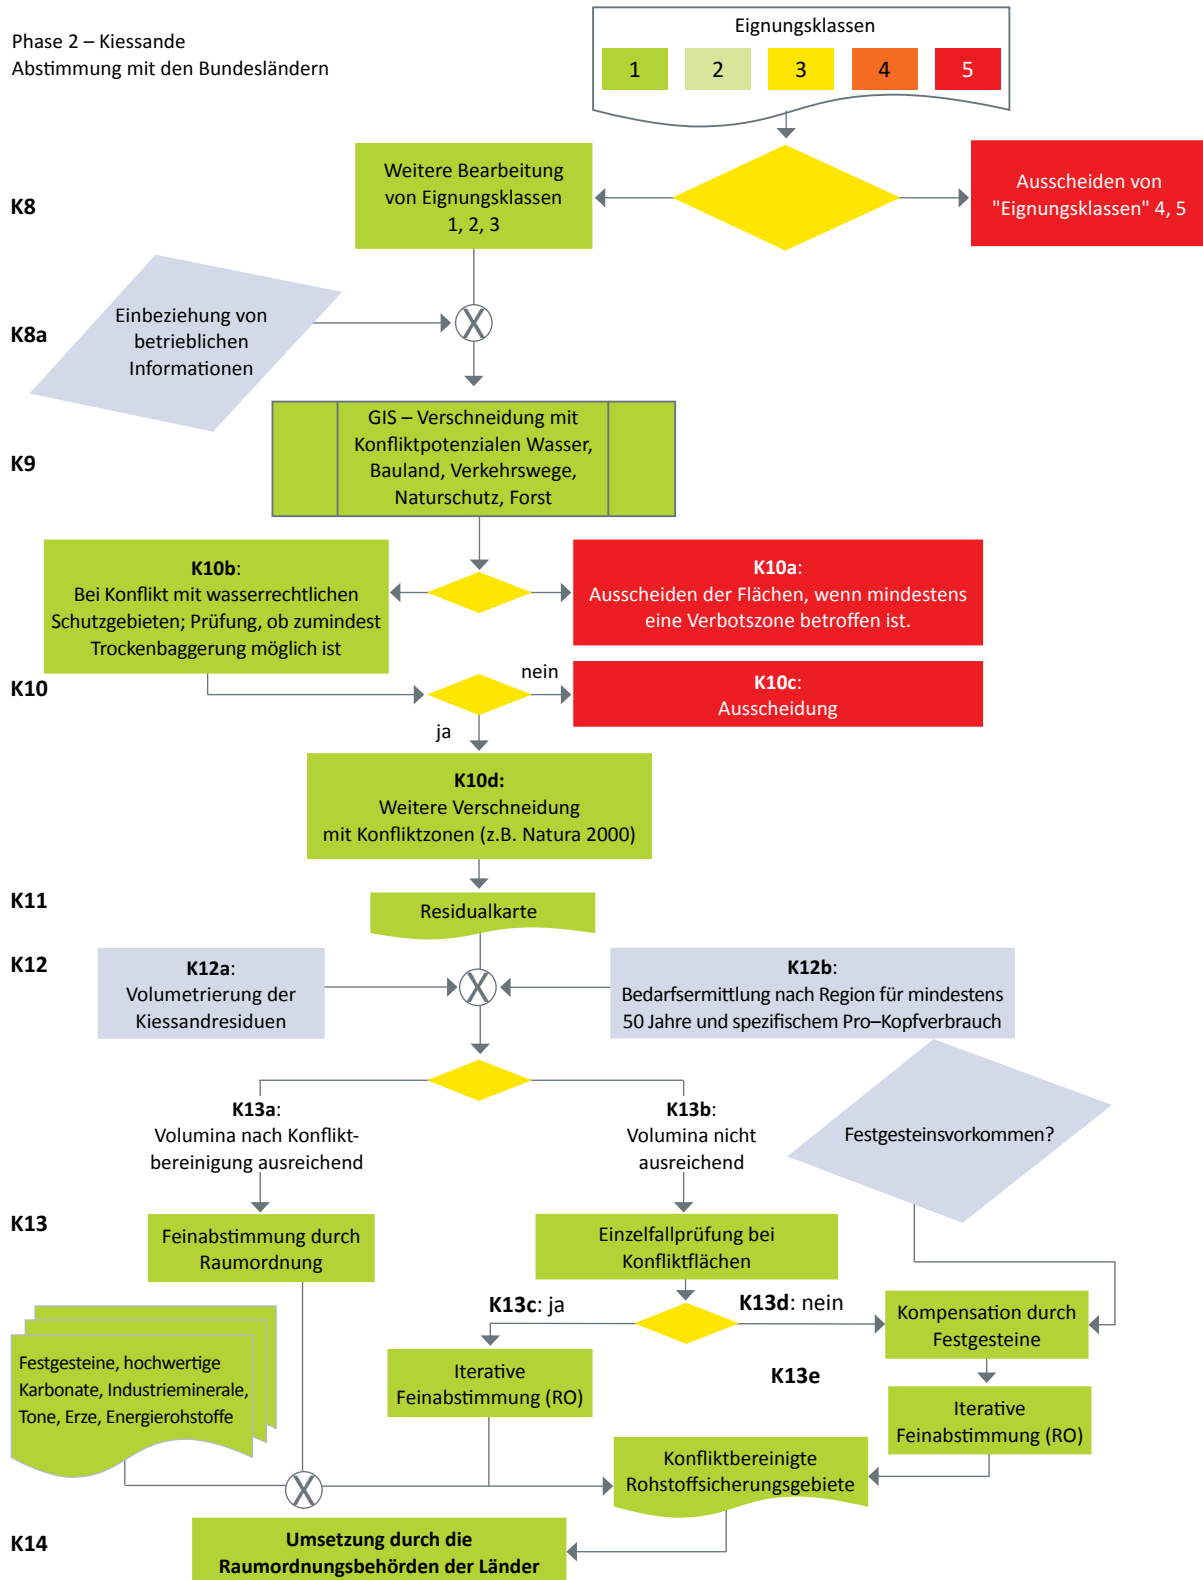 Phase 2 – Kiessande
Abstimmung mit den Bundesländern
Eignungsklassen
1 2 3 4 5
K8
Weitere Bearbeitung
von Eignungsklassen
1, 2, 3
Ausscheiden von
"Eignungsklassen" 4, 5
K8a
Einbeziehung von
betrieblichen
Informationen
X
K9
GIS – Verschneidung mit
Konfliktpotenzialen Wasser,
Bauland, Verkehrswege,
Naturschutz, Forst
K10b:
Bei Konflikt mit wasserrechtlichen
Schutzgebieten; Prüfung, ob zumindest
Trockenbaggerung möglich ist
K10a:
Ausscheiden der Flächen, wenn mindestens
eine Verbotszone betroffen ist.
K10
nein
K10c:
Ausscheidung
ja
K10d:
Weitere Verschneidung
mit Konfliktzonen (z.B. Natura 2000)
K11
Residualkarte
K12
K12a:
Volumetrierung der
Kiessandresiduen
X
K12b:
Bedarfsermittlung nach Region für mindestens
50 Jahre und spezifischem Pro–Kopfverbrauch
K13a:
Volumina nach Konflikt-
bereinigung ausreichend
K13b:
Volumina nicht
ausreichend
Festgesteinsvorkommen?
K13
Feinabstimmung durch
Raumordnung
Einzelfallprüfung bei
Konfliktflächen
K13c: ja
K13d: nein
Kompensation durch
Festgesteine
Festgesteine, hochwertige
Karbonate, Industrieminerale,
Tone, Erze, Energierohstoffe
Iterative
Feinabstimmung (RO)
K13e
Iterative
Feinabstimmung (RO)
X
Konfliktbereinigte
Rohstoffsicherungsgebiete
K14
Umsetzung durch die
Raumordnungsbehörden der Länder